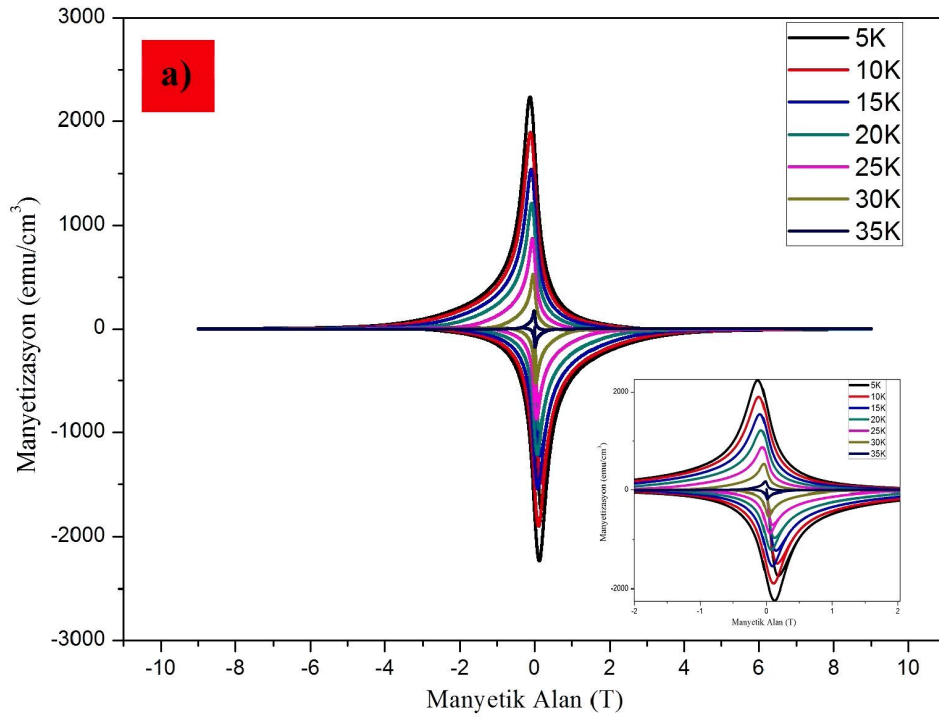 a)
3000
2000
1000
0
-1000
-2000
-3000
Manyetizasyon (emu/cm³)
5K
10K
15K
20K
25K
30K
35K
2000
0
-2000
Manyetizasyon (emu/cm³)
5K
10K
15K
20K
25K
30K
35K
-2 -1 0 1 2
Manyetik Alan (T)
-10 -8 -6 -4 -2 0 2 4 6 8 10
Manyetik Alan (T)